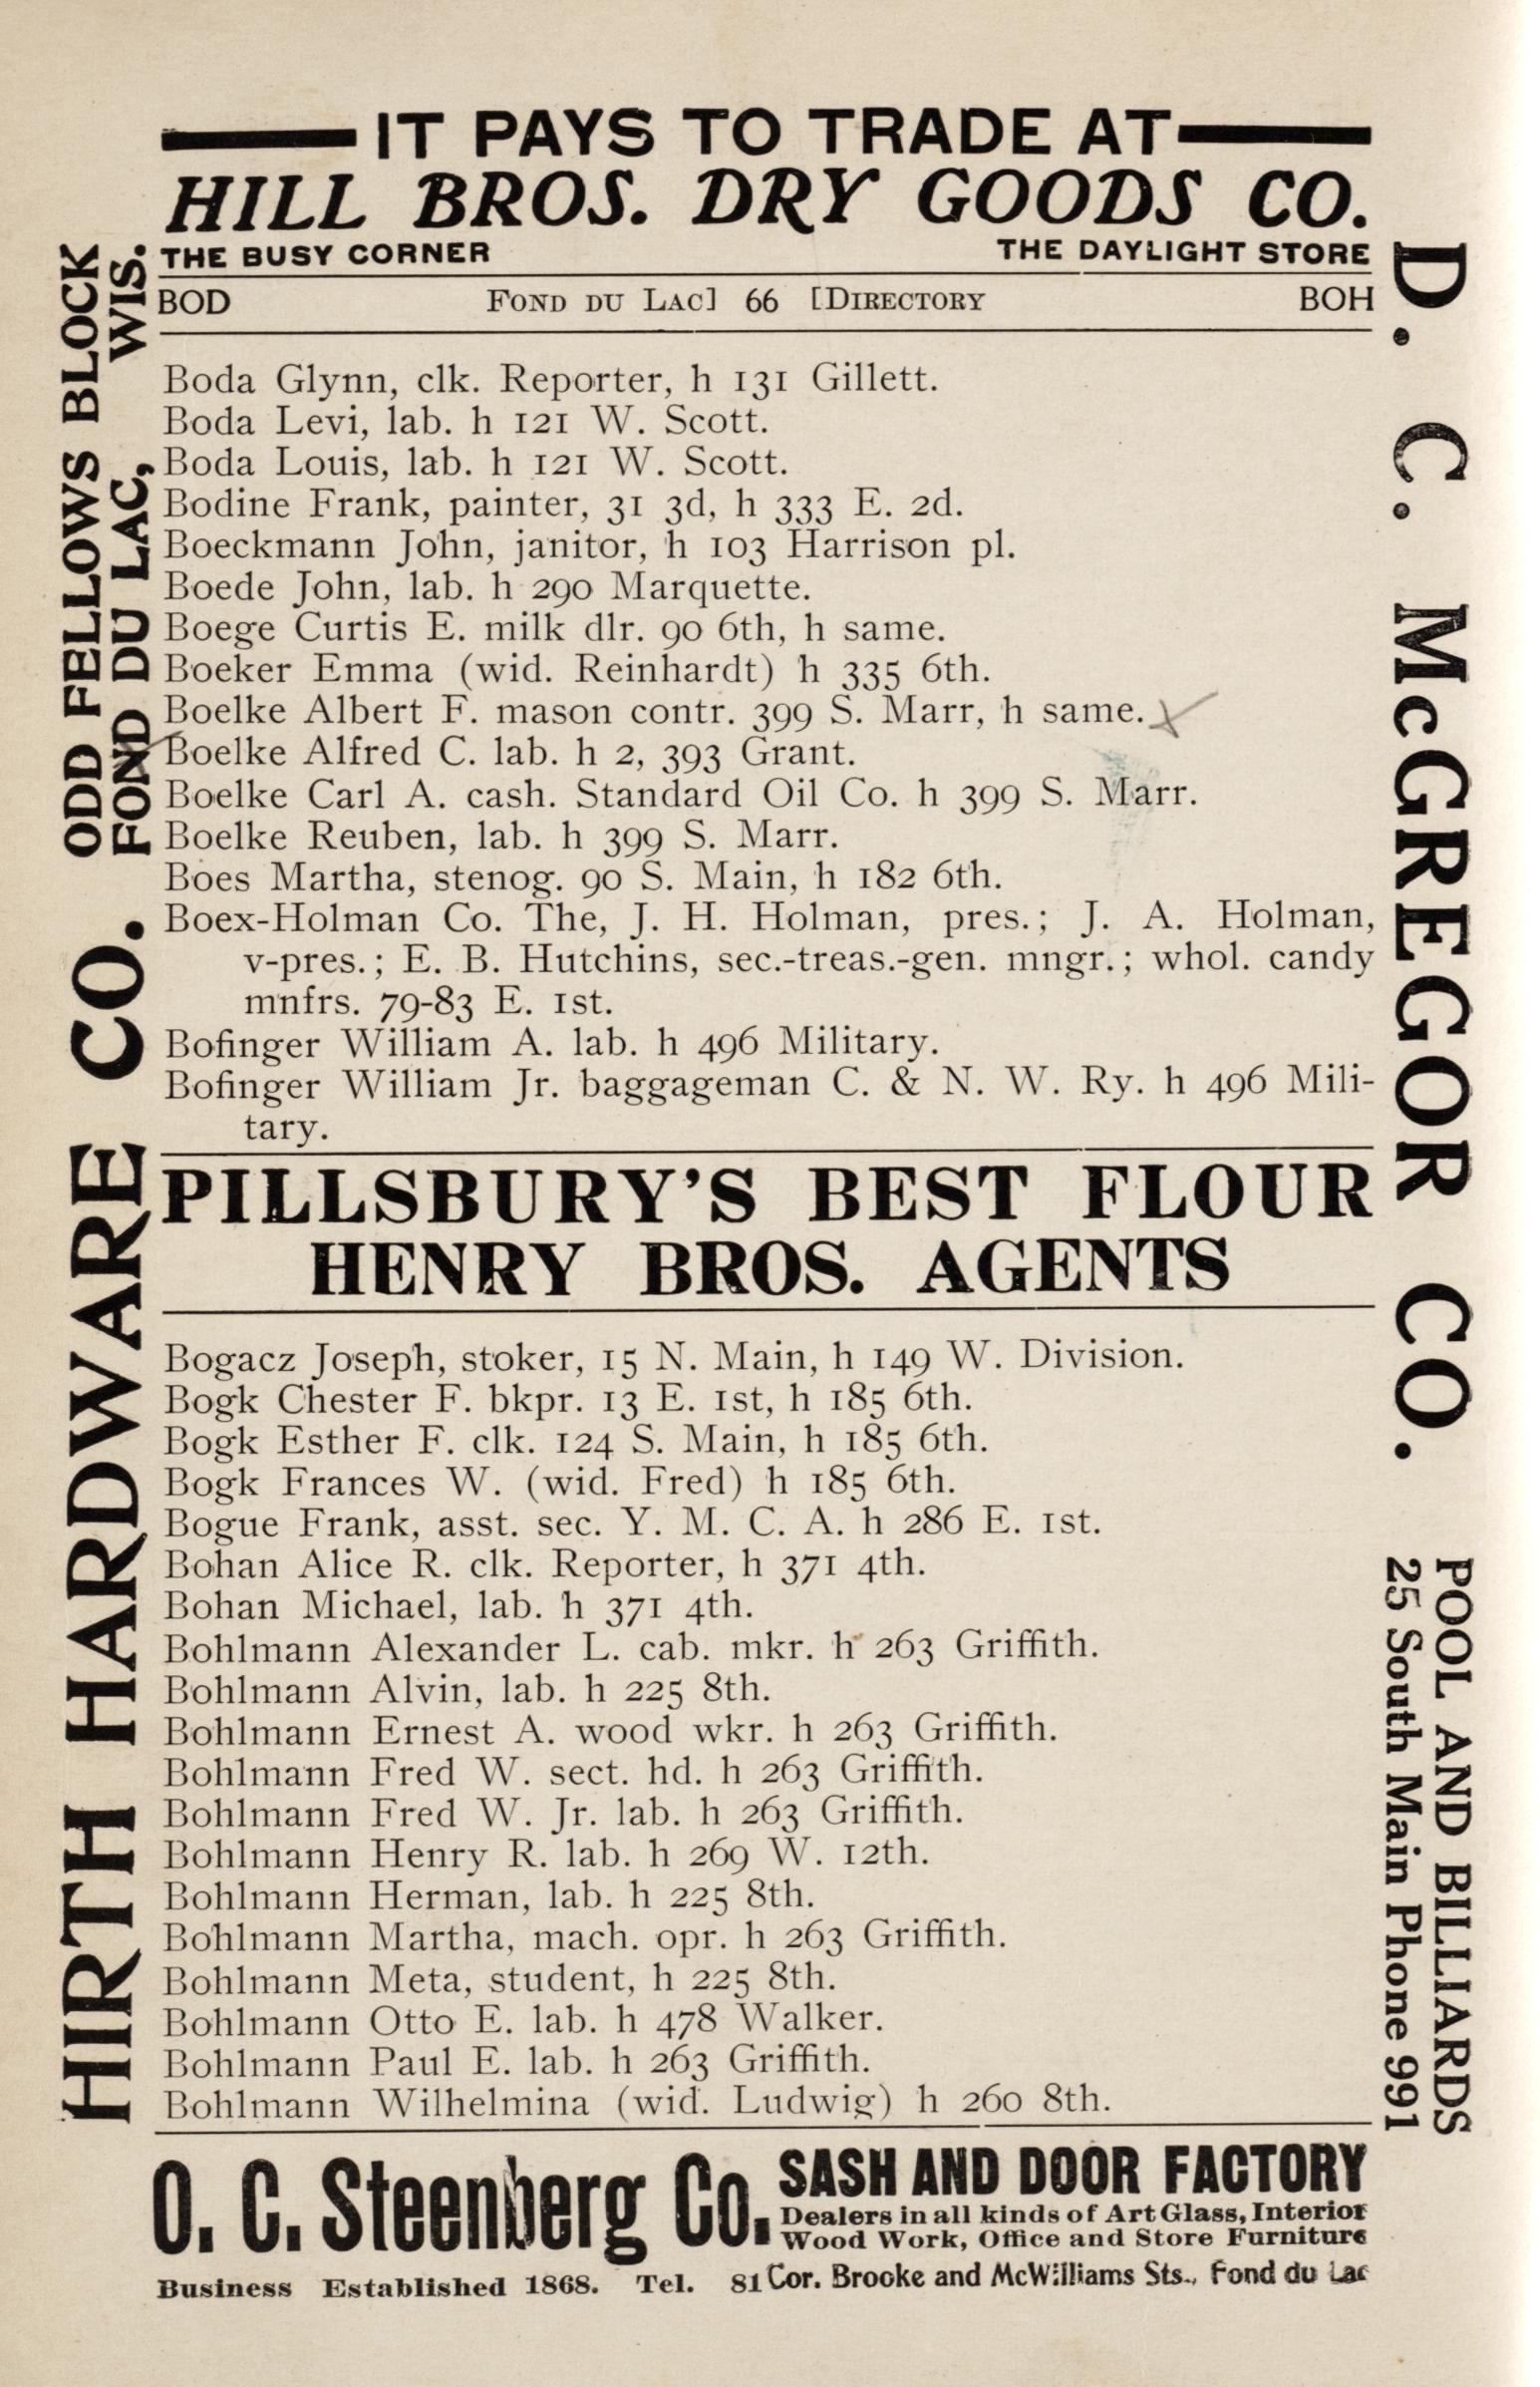 IT PAYS TO TRADE AT
HILL BROS. DRY GOODS CO.
THE BUSY CORNER THE DAYLIGHT STORE
BOD FOND DU LAC] 66 [DIRECTORY BOH
Boda Glynn, clk. Reporter, h 131 Gillett.
Boda Levi, lab. h 121 W. Scott.
Boda Louis, lab. h 121 W. Scott.
Bodine Frank, painter, 31 3d, h 333 E. 2d.
Boeckmann John, janitor, h 103 Harrison pl.
Boede John, lab. h 290 Marquette.
Boege Curtis E. milk dlr. 90 6th, h same.
Boeker Emma (wid. Reinhardt) h 335 6th.
Boelke Albert F. mason contr. 399 S. Marr, h same.
Boelke Alfred C. lab. h 2, 393 Grant.
Boelke Carl A. cash. Standard Oil Co. h 399 S. Marr.
Boelke Reuben, lab. h 399 S. Marr.
Boes Martha, stenog. 90 S. Main, h 182 6th.
Boex-Holman Co. The, J. H. Holman, pres.; J. A. Holman,
v-pres.; E. B. Hutchins, sec.-treas.-gen. mngr.; whol. candy
mnfrs. 79-83 E. 1st.
Bofinger William A. lab. h 496 Military.
Bofinger William Jr. baggageman C. & N. W. Ry. h 496 Mili-
tary.
PILLSBURY'S BEST FLOUR
HENRY BROS. AGENTS
Bogacz Joseph, stoker, 15 N. Main, h 149 W. Division.
Bogk Chester F. bkpr. 13 E. 1st, h 185 6th.
Bogk Esther F. clk. 124 S. Main, h 185 6th.
Bogk Frances W. (wid. Fred) h 185 6th.
Bogue Frank, asst. sec. Y. M. C. A. h 286 E. 1st.
Bohan Alice R. clk. Reporter, h 371 4th.
Bohan Michael, lab. h 371 4th.
Bohlmann Alexander L. cab. mkr. h 263 Griffith.
Bohlmann Alvin, lab. h 225 8th.
Bohlmann Ernest A. wood wkr. h 263 Griffith.
Bohlmann Fred W. sect. hd. h 263 Griffith.
Bohlmann Fred W. Jr. lab. h 263 Griffith.
Bohlmann Henry R. lab. h 269 W. 12th.
Bohlmann Herman, lab. h 225 8th.
Bohlmann Martha, mach. opr. h 263 Griffith.
Bohlmann Meta, student, h 225 8th.
Bohlmann Otto E. lab. h 478 Walker.
Bohlmann Paul E. lab. h 263 Griffith.
Bohlmann Wilhelmina (wid. Ludwig) h 260 8th.
O. C. Steenberg Co. SASH AND DOOR FACTORY
Dealers in all kinds of Art Glass, Interior
Wood Work, Office and Store Furniture
Business Established 1868. Tel. 81 Cor. Brooke and McWilliams Sts., Fond du Lac
HIRTH HARDWARE CO.
ODD FELLOWS BLOCK
FOND DU LAC, WIS.
D. C. McGREGOR CO.
POOL AND BILLIARDS
25 South Main Phone 991